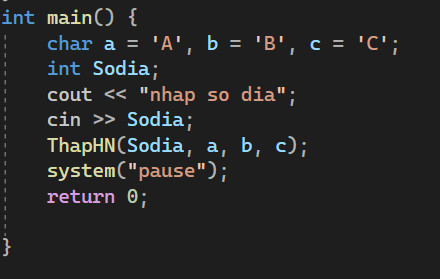 int main() {
char a = 'A', b = 'B', c = 'C';
int Sodia;
cout << "nhap so dia";
cin >> Sodia;
ThapHN(Sodia, a, b, c);
system("pause");
return 0;
}